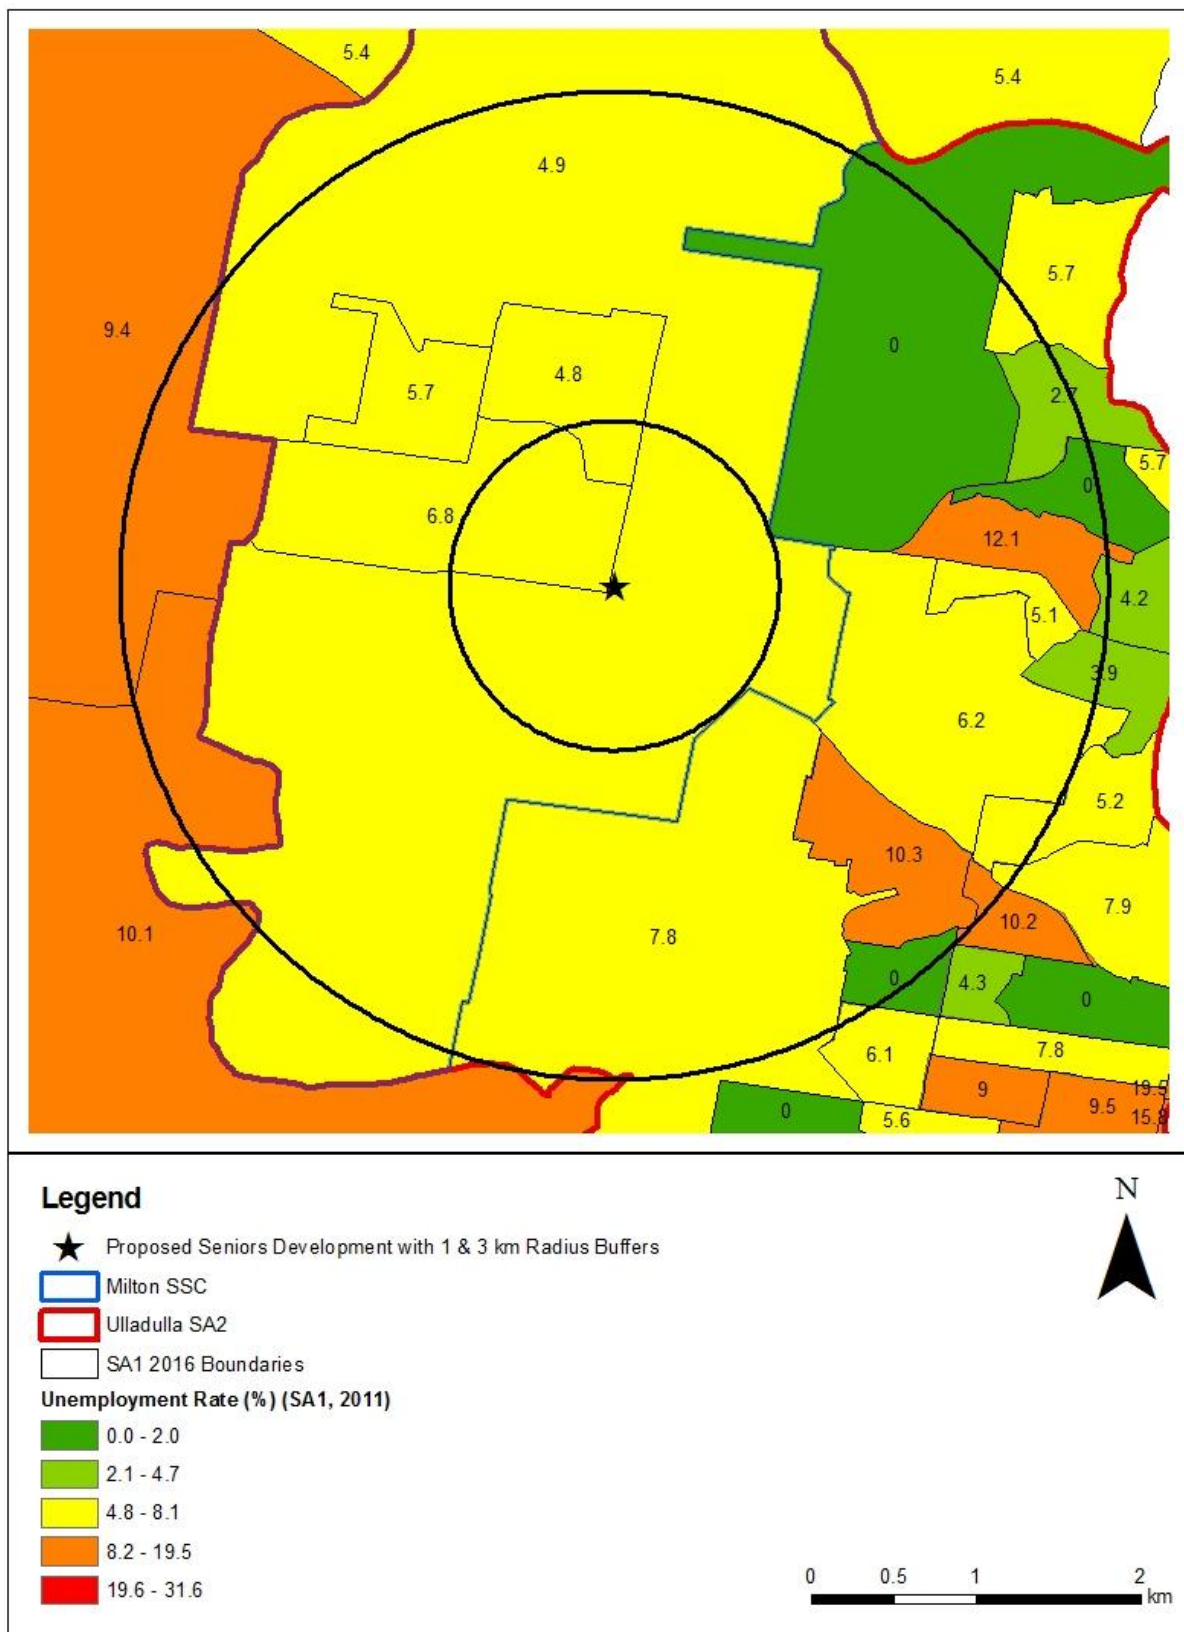 5.4
5.4
4.9
5.7
9.4
0
4.8
5.7
2.7
5.7
0
6.8
12.1
4.2
5.1
3.9
6.2
5.2
10.3
7.9
10.2
10.1
7.8
0
4.3
0
6.1
7.8
9
19.5
9.5
15.8
0
5.6
Legend
N
Proposed Seniors Development with 1 & 3 km Radius Buffers
Milton SSC
Ulladulla SA2
SA1 2016 Boundaries
Unemployment Rate (%) (SA1, 2011)
0.0 - 2.0
2.1 - 4.7
4.8 - 8.1
8.2 - 19.5
19.6 - 31.6
0 0.5 1 2
km